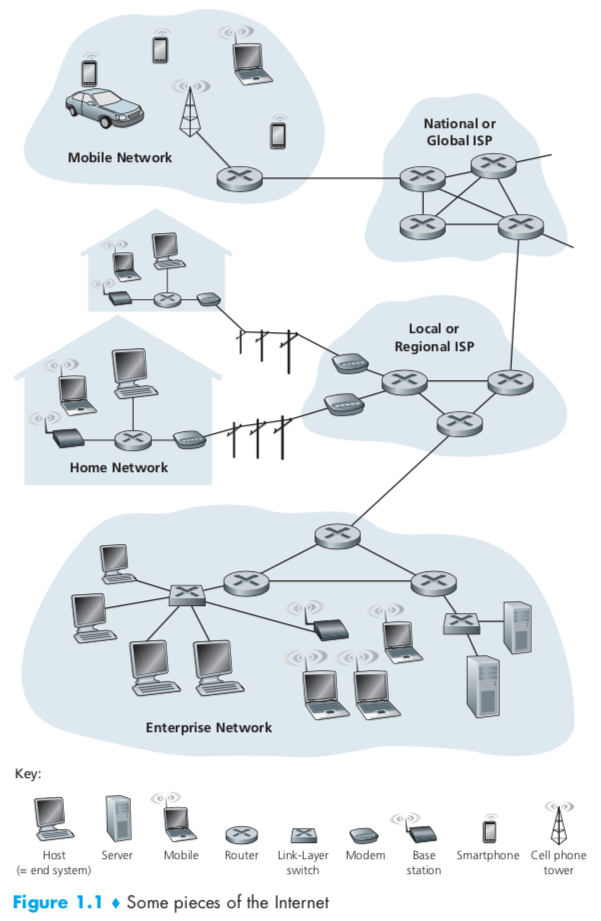 Mobile Network
National or
Global ISP
Local or
Regional ISP
Home Network
Enterprise Network
Key:
Host
(= end system)
Server
Mobile
Router
Link-Layer
switch
Modem
Base
station
Smartphone
Cell phone
tower
Figure 1.1 ♦ Some pieces of the Internet